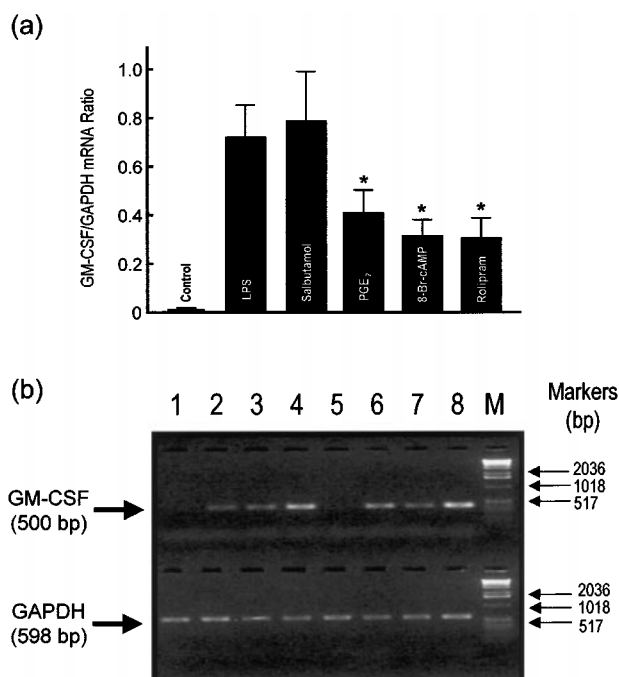 (a)
GM-CSF/GAPDH mRNA Ratio
1.0
0.8
0.6
0.4
0.2
0
Control
LPS
Salbutamol
*
PGE₂
*
8-Br-cAMP
*
Rolipram
(b)
1 2 3 4 5 6 7 8 M
Markers
(bp)
GM-CSF
(500 bp)
2036
1018
517
GAPDH
(598 bp)
2036
1018
517